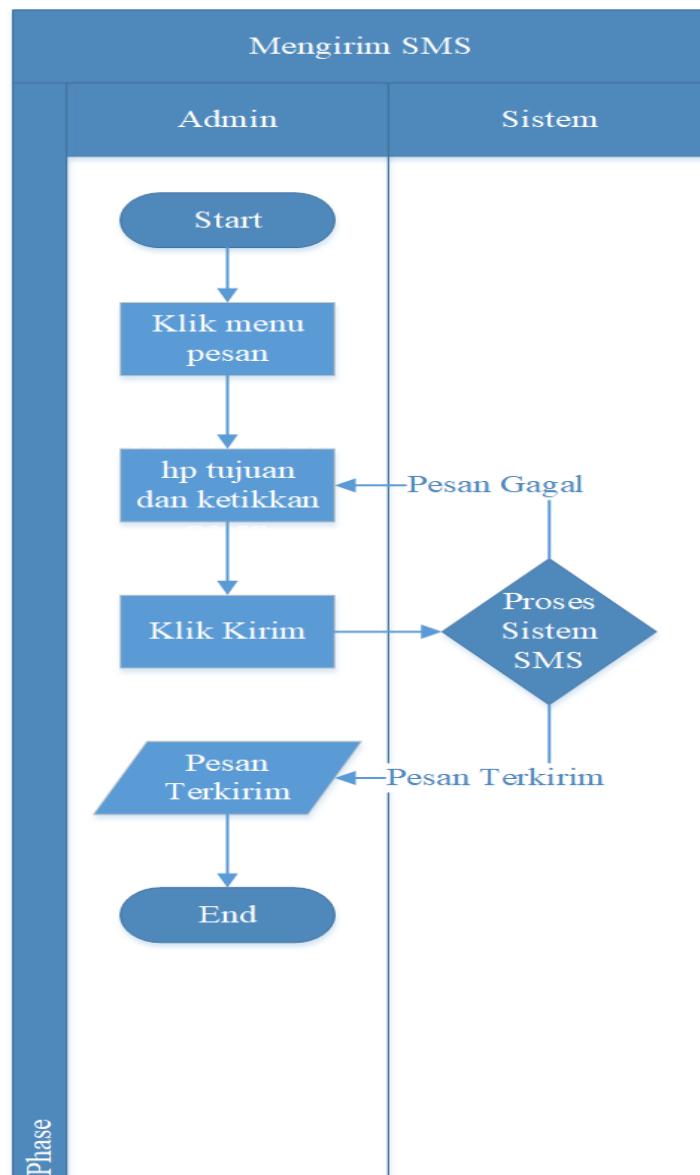 Mengirim SMS
Admin
Sistem
Start
Klik menu
pesan
hp tujuan
dan ketikkan
Pesan Gagal
Klik Kirim
Proses
Sistem
SMS
Pesan
Terkirim
Pesan Terkirim
End
Phase